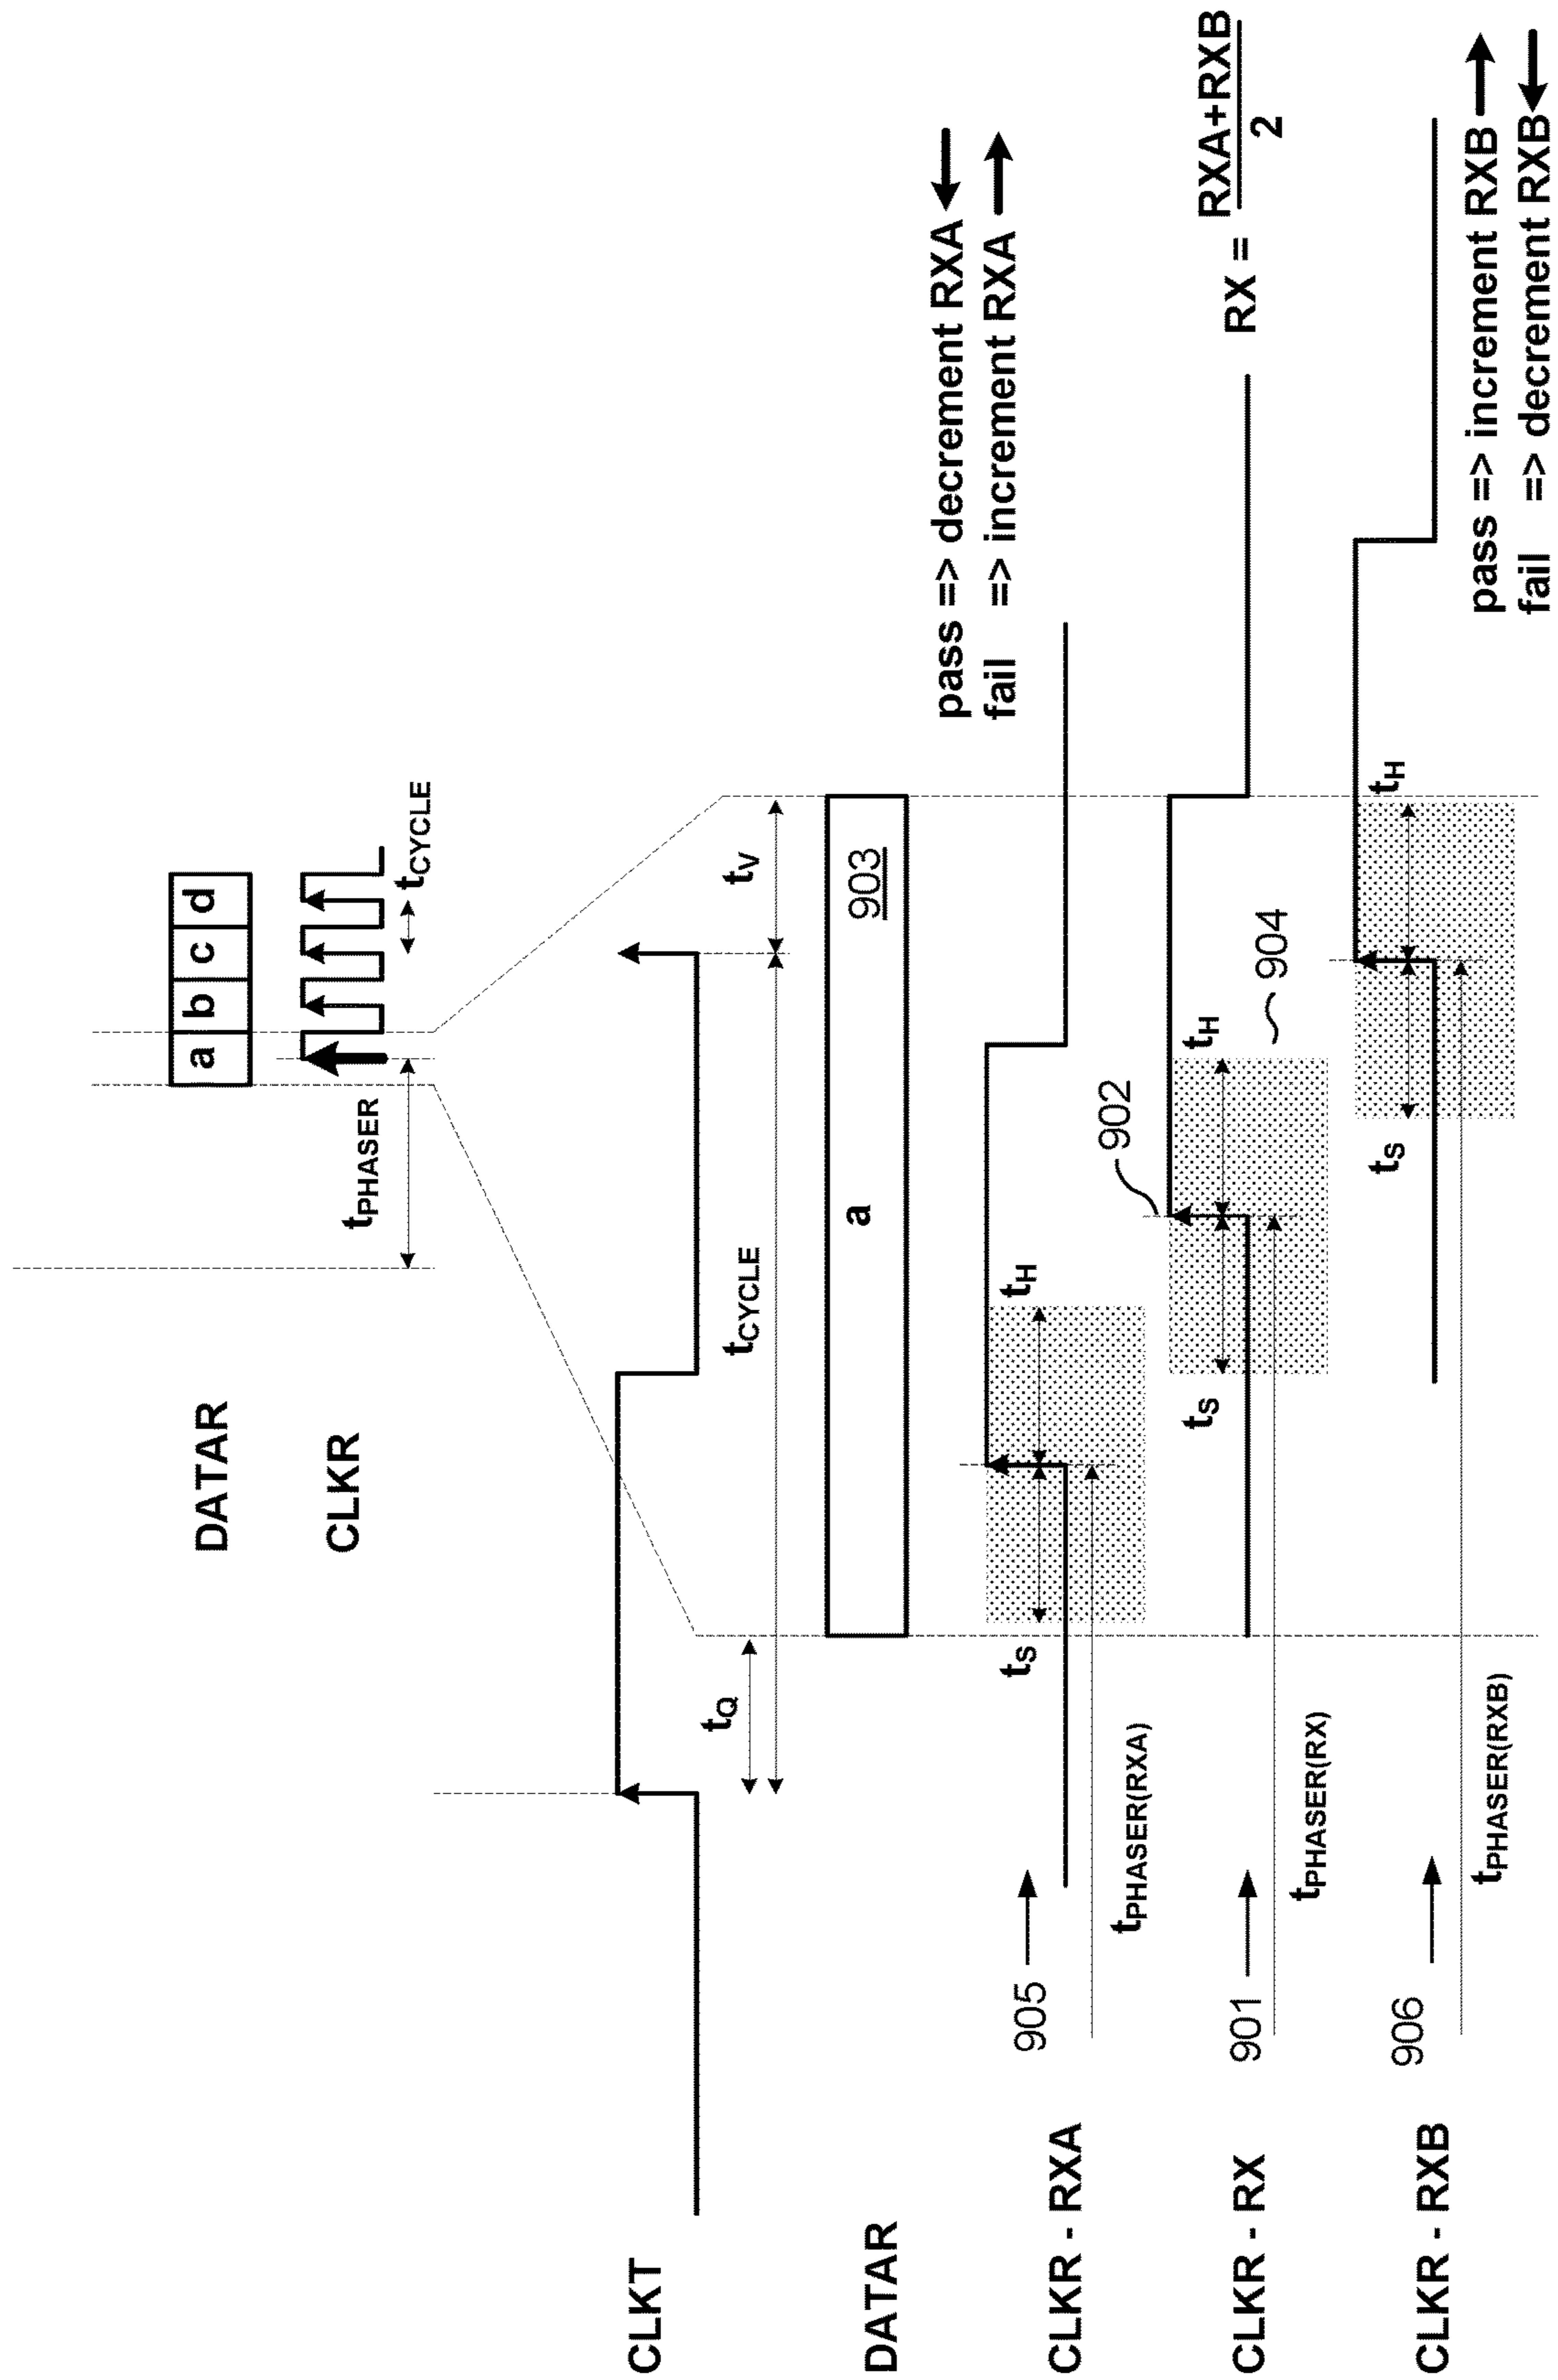 DATAR
a b c d
CLKR
tPHASER
tCYCLE
CLKT
tQ
tCYCLE
tV
DATAR
a
903
pass => decrement RXA
fail => increment RXA
CLKR - RXA
905
tS
tH
tPHASER(RXA)
902
CLKR - RX
901
tS
tH
904
RX = RXA+RXB
2
tPHASER(RX)
CLKR - RXB
906
tS
tH
tPHASER(RXB)
pass => increment RXB
fail => decrement RXB